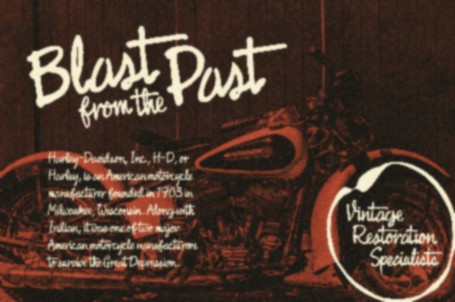 Blast Past
from the
Harley-Davidson, Inc., H-D, or
Harley, is an American motorcycle
manufacturer founded in 1903 in
Milwaukee, Wisconsin. Along with
Indian, it was one of two major
American motorcycle manufacturers
to survive the Great Depression.
Vintage
Restoration
Specialists